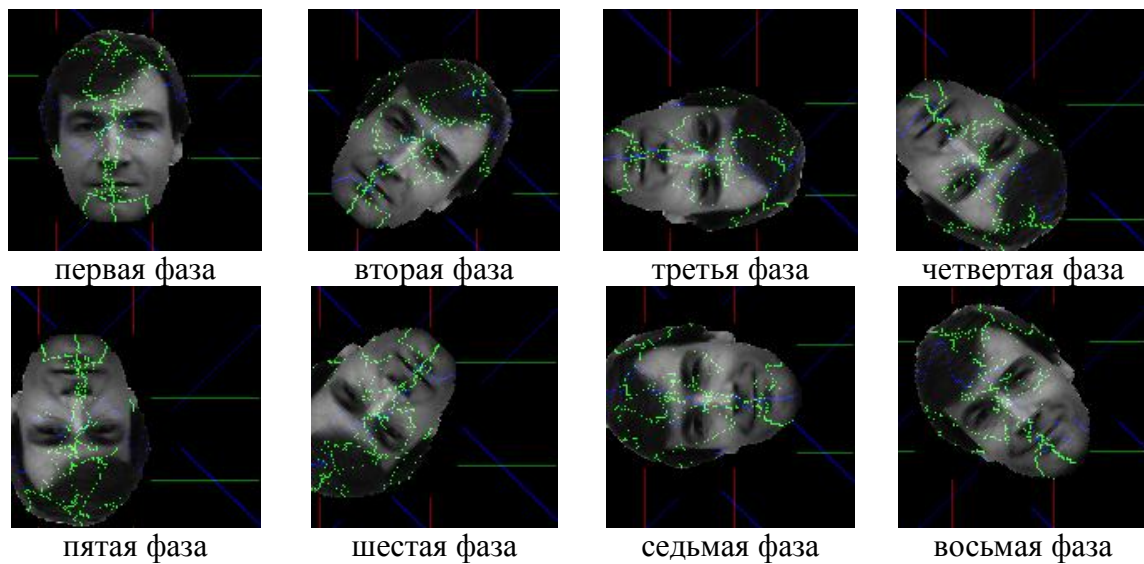 первая фаза
вторая фаза
третья фаза
четвертая фаза
пятая фаза
шестая фаза
седьмая фаза
восьмая фаза